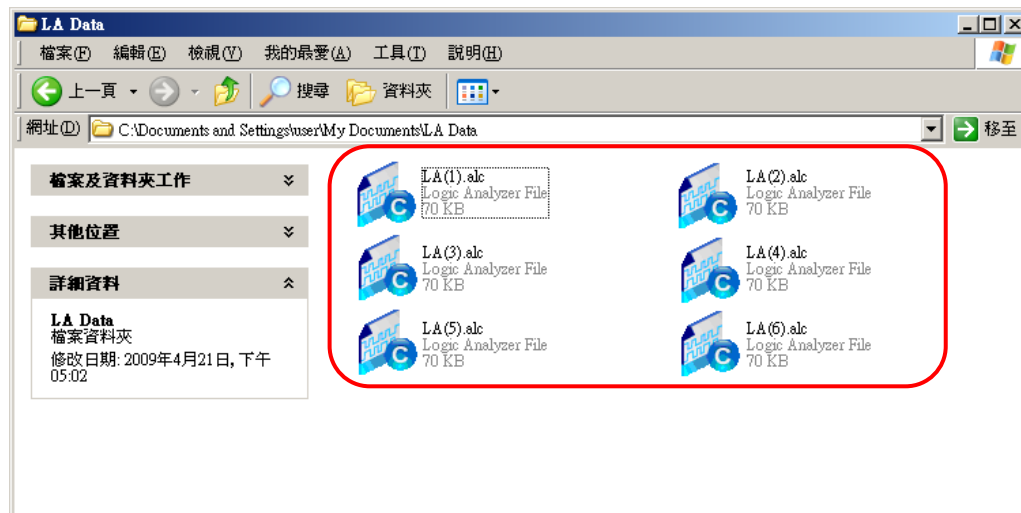 LA Data
檔案(F) 編輯(E) 檢視(V) 我的最愛(A) 工具(T) 說明(H)
上一頁 搜尋 資料夾
網址(D) C:\Documents and Settings\user\My Documents\LA Data 移至
檔案及資料夾工作
其他位置
詳細資料
LA Data
檔案資料夾
修改日期: 2009年4月21日, 下午
05:02
LA(1).alc
Logic Analyzer File
70 KB
LA(2).alc
Logic Analyzer File
70 KB
LA(3).alc
Logic Analyzer File
70 KB
LA(4).alc
Logic Analyzer File
70 KB
LA(5).alc
Logic Analyzer File
70 KB
LA(6).alc
Logic Analyzer File
70 KB